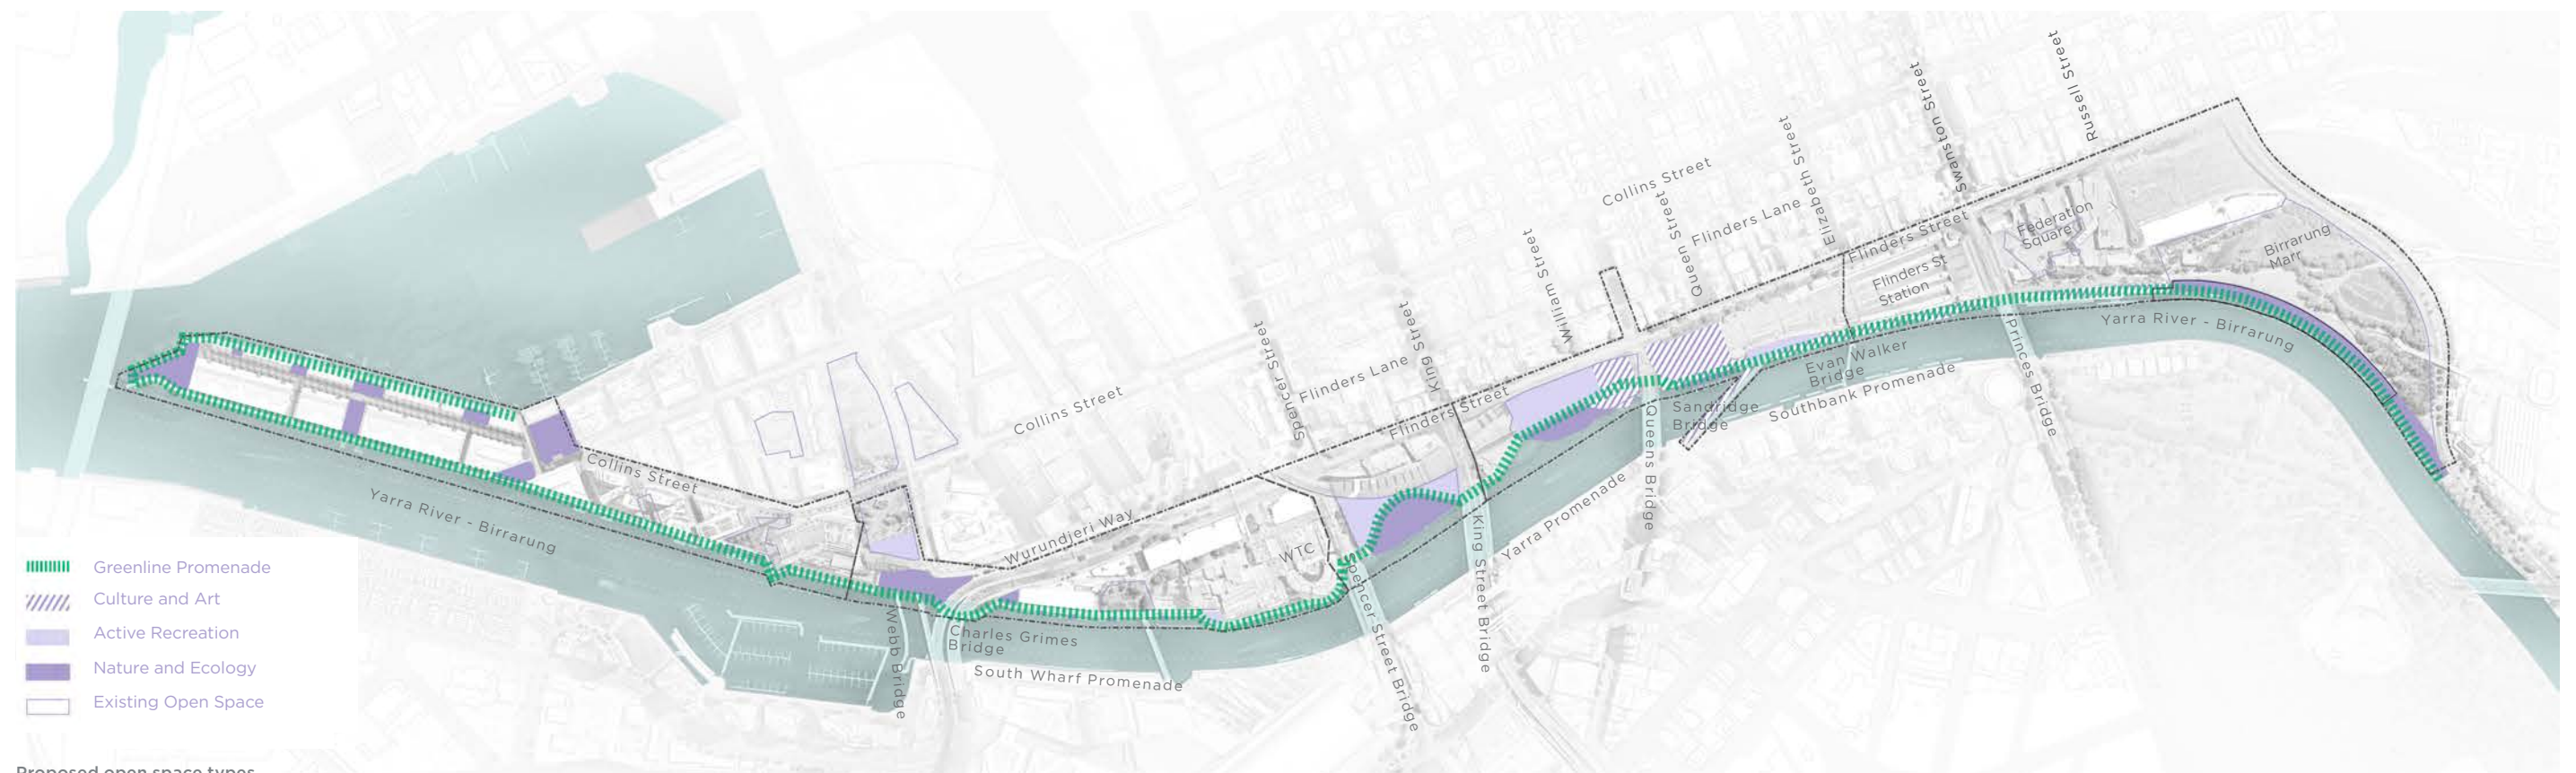 Russell Street
Swanston Street
Elizabeth Street
Collins Street
Queen Street
Flinders Lane
William Street
Flinders Street
Federation
Square
Flinders St
Station
Birrarung
Marr
Spencer Street
King Street
Flinders Lane
Flinders Street
Collins Street
Yarra River - Birrarung
Evan Walker
Bridge
Princes Bridge
Sandridge
Bridge
Southbank Promenade
Queens Bridge
Collins Street
Yarra River - Birrarung
Wurundjeri Way
WTC
Yarra Promenade
King Street Bridge
Spencer Street Bridge
Webb Bridge
Charles Grimes
Bridge
South Wharf Promenade
Greenline Promenade
Culture and Art
Active Recreation
Nature and Ecology
Existing Open Space
Proposed open space types